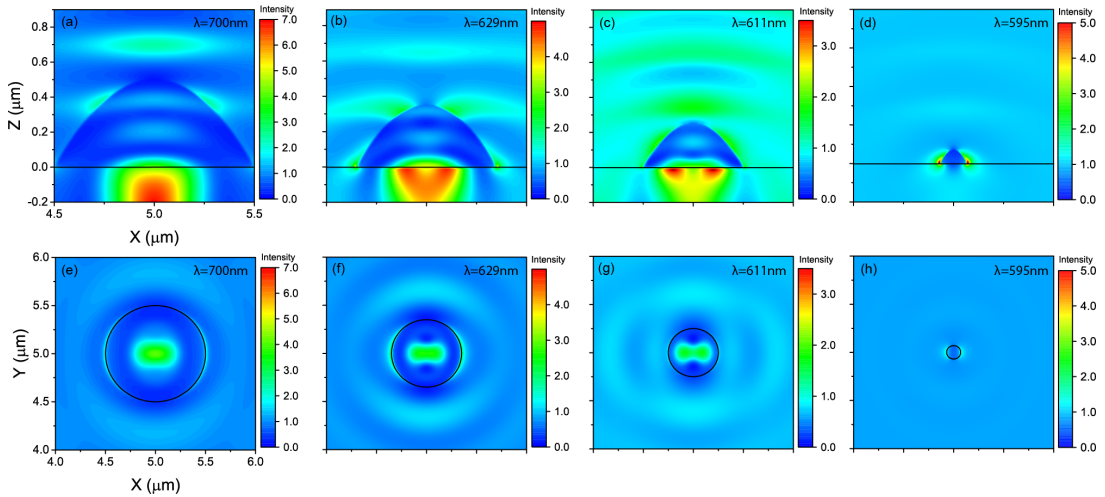 (a) λ=700nm
Intensity
7.0
6.0
5.0
4.0
3.0
2.0
1.0
0.0
0.8
0.6
0.4
0.2
0.0
-0.2
Z (μm)
4.5 5.0 5.5
X (μm)
(b) λ=629nm
Intensity
4.0
3.0
2.0
1.0
0.0
(c) λ=611nm
Intensity
3.0
2.0
1.0
0.0
(d) λ=595nm
Intensity
5.0
4.0
3.0
2.0
1.0
0.0
(e) λ=700nm
Intensity
7.0
6.0
5.0
4.0
3.0
2.0
1.0
0.0
6.0
5.5
5.0
4.5
4.0
Y (μm)
4.0 4.5 5.0 5.5 6.0
X (μm)
(f) λ=629nm
Intensity
4.0
3.0
2.0
1.0
0.0
(g) λ=611nm
Intensity
3.0
2.0
1.0
0.0
(h) λ=595nm
Intensity
5.0
4.0
3.0
2.0
1.0
0.0